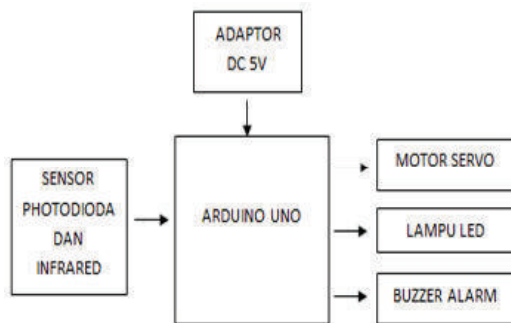 ADAPTOR
DC 5V
SENSOR
PHOTODIODA
DAN
INFRARED
ARDUINO UNO
MOTOR SERVO
LAMPU LED
BUZZER ALARM